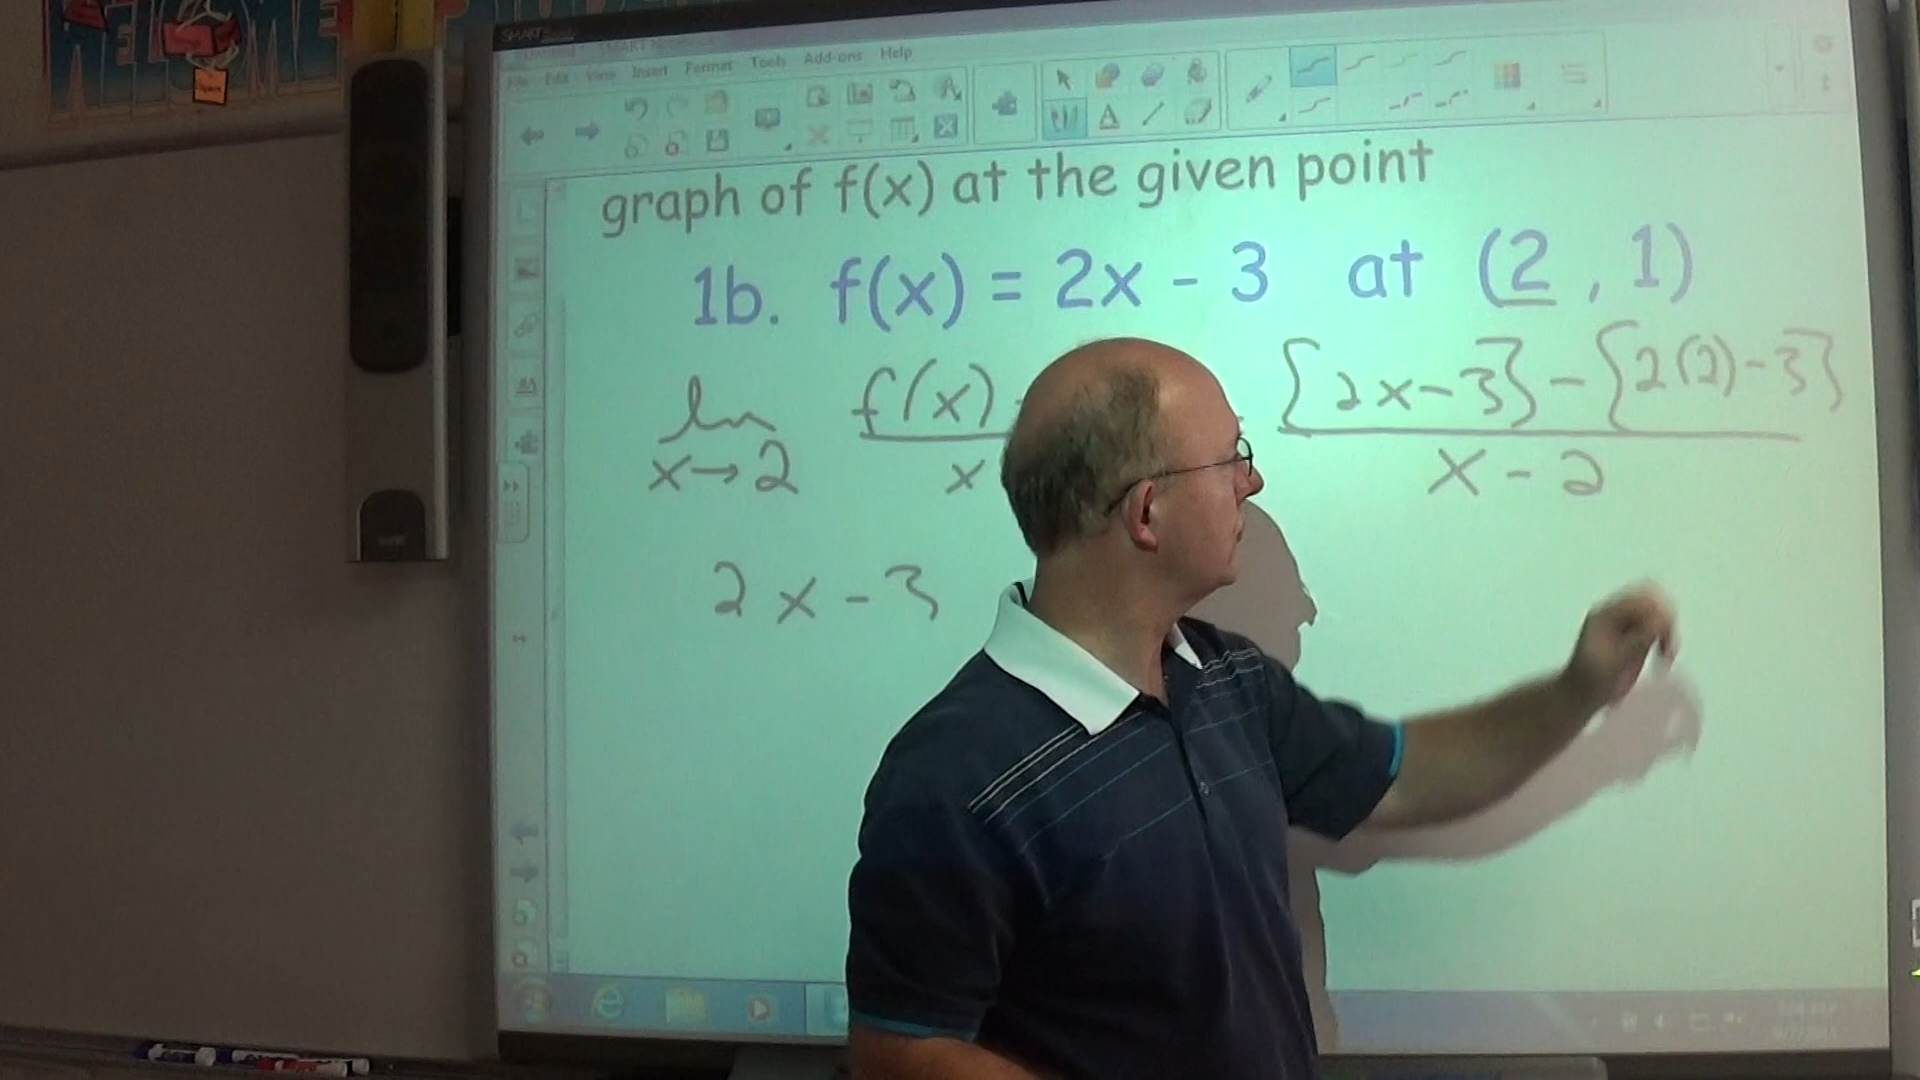 WELCOME
SMART
File Edit View Insert Format Tools Add-ons Help
graph of f(x) at the given point
1b. f(x) = 2x - 3 at (2 , 1)
lim f(x) - [2x-3] - [2(2)-3]
x→2 x x-2
2x-3